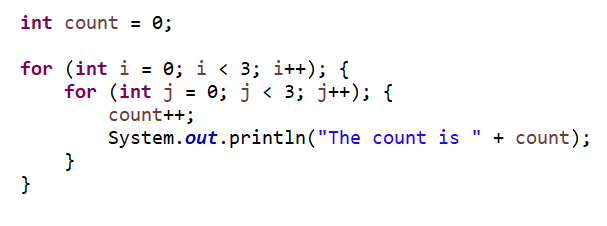 int count = 0;
for (int i = 0; i < 3; i++); {
for (int j = 0; j < 3; j++); {
count++;
System.out.println("The count is " + count);
}
}